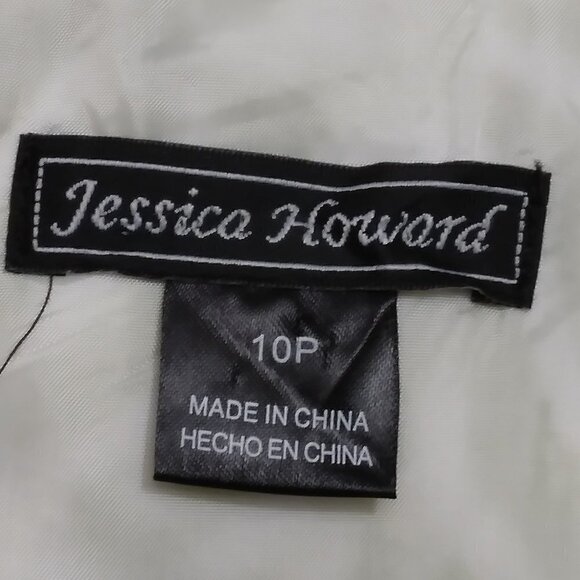 Jessica Howard
10P
MADE IN CHINA
HECHO EN CHINA